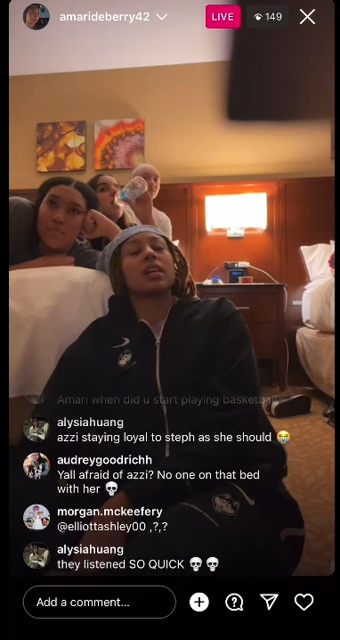 amarideberry42
LIVE
149
Amari when did u start playing basketball
alysiahuang
azzi staying loyal to steph as she should 😭
audreygoodrichh
Yall afraid of azzi? No one on that bed
with her 💀
morgan.mckeefery
@elliottashley00 ,?,?
alysiahuang
they listened SO QUICK 💀💀
Add a comment...